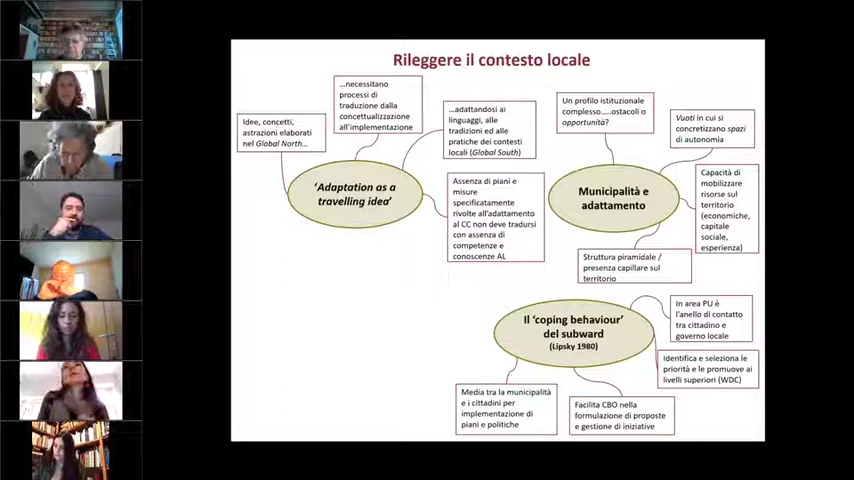 Rileggere il contesto locale
Idee, concetti,
astrazioni elaborati
nel Global North...
...necessitano
processi di
traduzione dalla
concettualizzazione
all'implementazione
...adattandosi ai
linguaggi, alle
tradizioni ed alle
pratiche dei contesti
locali (Global South)
'Adaptation as a
travelling idea'
Assenza di piani e
misure
specificatamente
rivolte all'adattamento
al CC non deve tradursi
con assenza di
competenze e
conoscenze AL
Un profilo istituzionale
complesso.....ostacoli o
opportunità?
Vuoti in cui si
concretizzano spazi
di autonomia
Municipalità e
adattamento
Capacità di
mobilizzare
risorse sul
territorio
(economiche,
capitale
sociale,
esperienza)
Struttura piramidale /
presenza capillare sul
territorio
Il 'coping behaviour'
del subward
(Lipsky 1980)
In area PU è
l'anello di contatto
tra cittadino e
governo locale
Identifica e seleziona le
priorità e le promuove ai
livelli superiori (WDC)
Media tra la municipalità
e i cittadini per
implementazione di
piani e politiche
Facilita CBO nella
formulazione di proposte
e gestione di iniziative